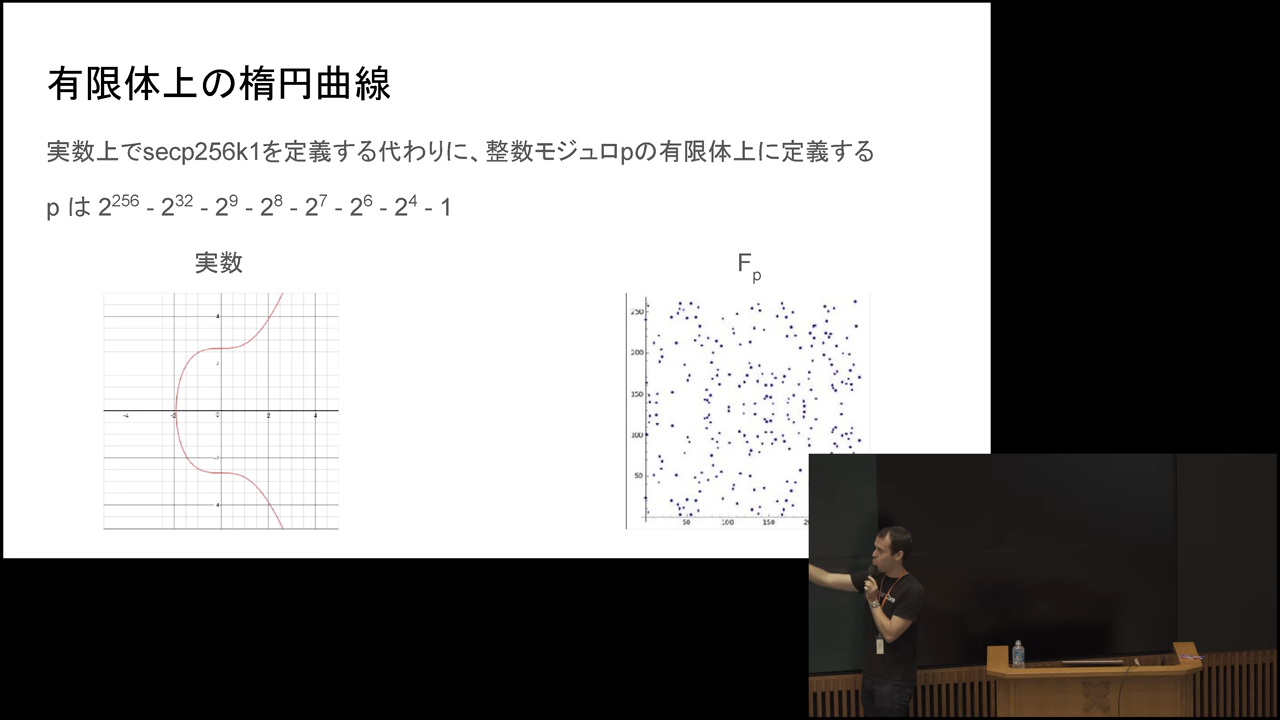 有限体上の楕円曲線
実数上でsecp256k1を定義する代わりに、整数モジュロpの有限体上に定義する
p は 2²⁵⁶ - 2³² - 2⁹ - 2⁸ - 2⁷ - 2⁶ - 2⁴ - 1
実数
Fₚ
250
200
150
100
50
50
100
150